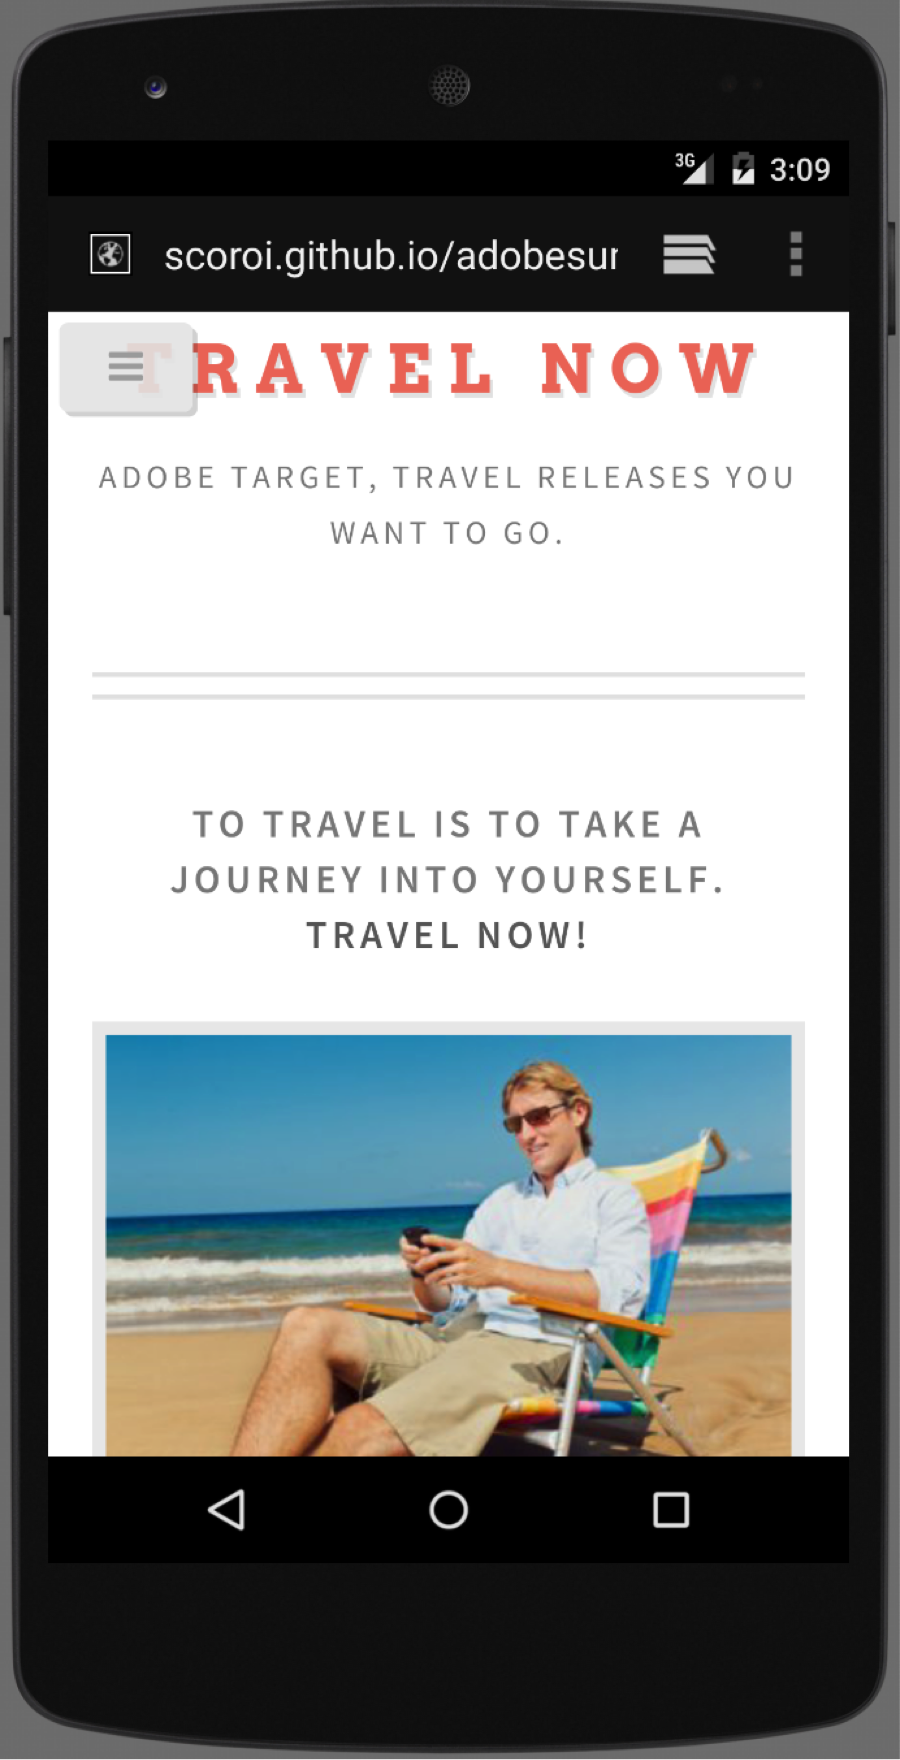 3G 3:09
scoroi.github.io/adobesur
TRAVEL NOW
ADOBE TARGET, TRAVEL RELEASES YOU
WANT TO GO.
TO TRAVEL IS TO TAKE A
JOURNEY INTO YOURSELF.
TRAVEL NOW!